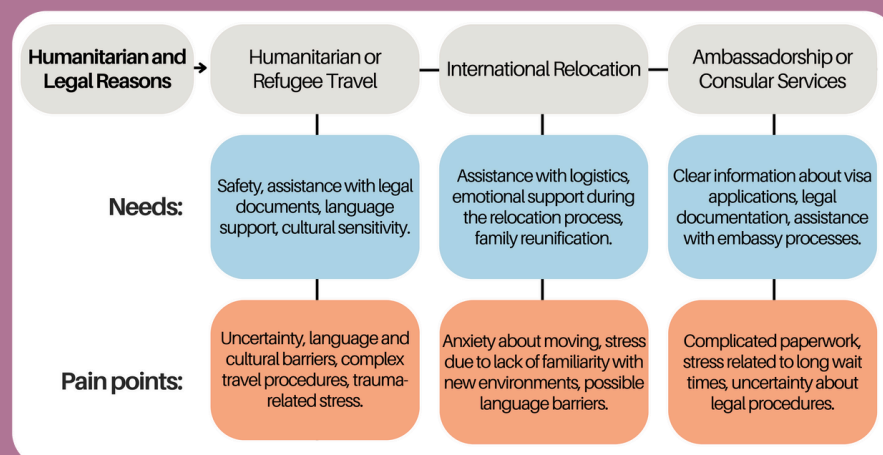 Humanitarian and
Legal Reasons
Humanitarian or
Refugee Travel
International Relocation
Ambassadorship or
Consular Services
Needs:
Safety, assistance with legal
documents, language
support, cultural sensitivity.
Assistance with logistics,
emotional support during
the relocation process,
family reunification.
Clear information about visa
applications, legal
documentation, assistance
with embassy processes.
Pain points:
Uncertainty, language and
cultural barriers, complex
travel procedures, trauma-
related stress.
Anxiety about moving, stress
due to lack of familiarity with
new environments, possible
language barriers.
Complicated paperwork,
stress related to long wait
times, uncertainty about
legal procedures.